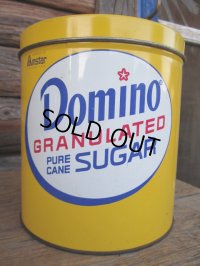 Amstar
Domino®
GRANULATED
SOLD OUT
PURE CANE
SUGAR